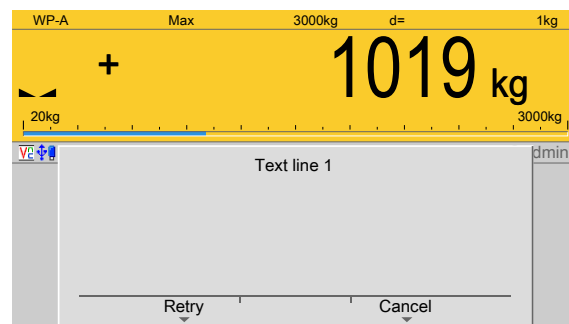 WP-A Max 3000kg d= 1kg
+ 1019 kg
20kg 3000kg
dmin
Text line 1
Retry Cancel